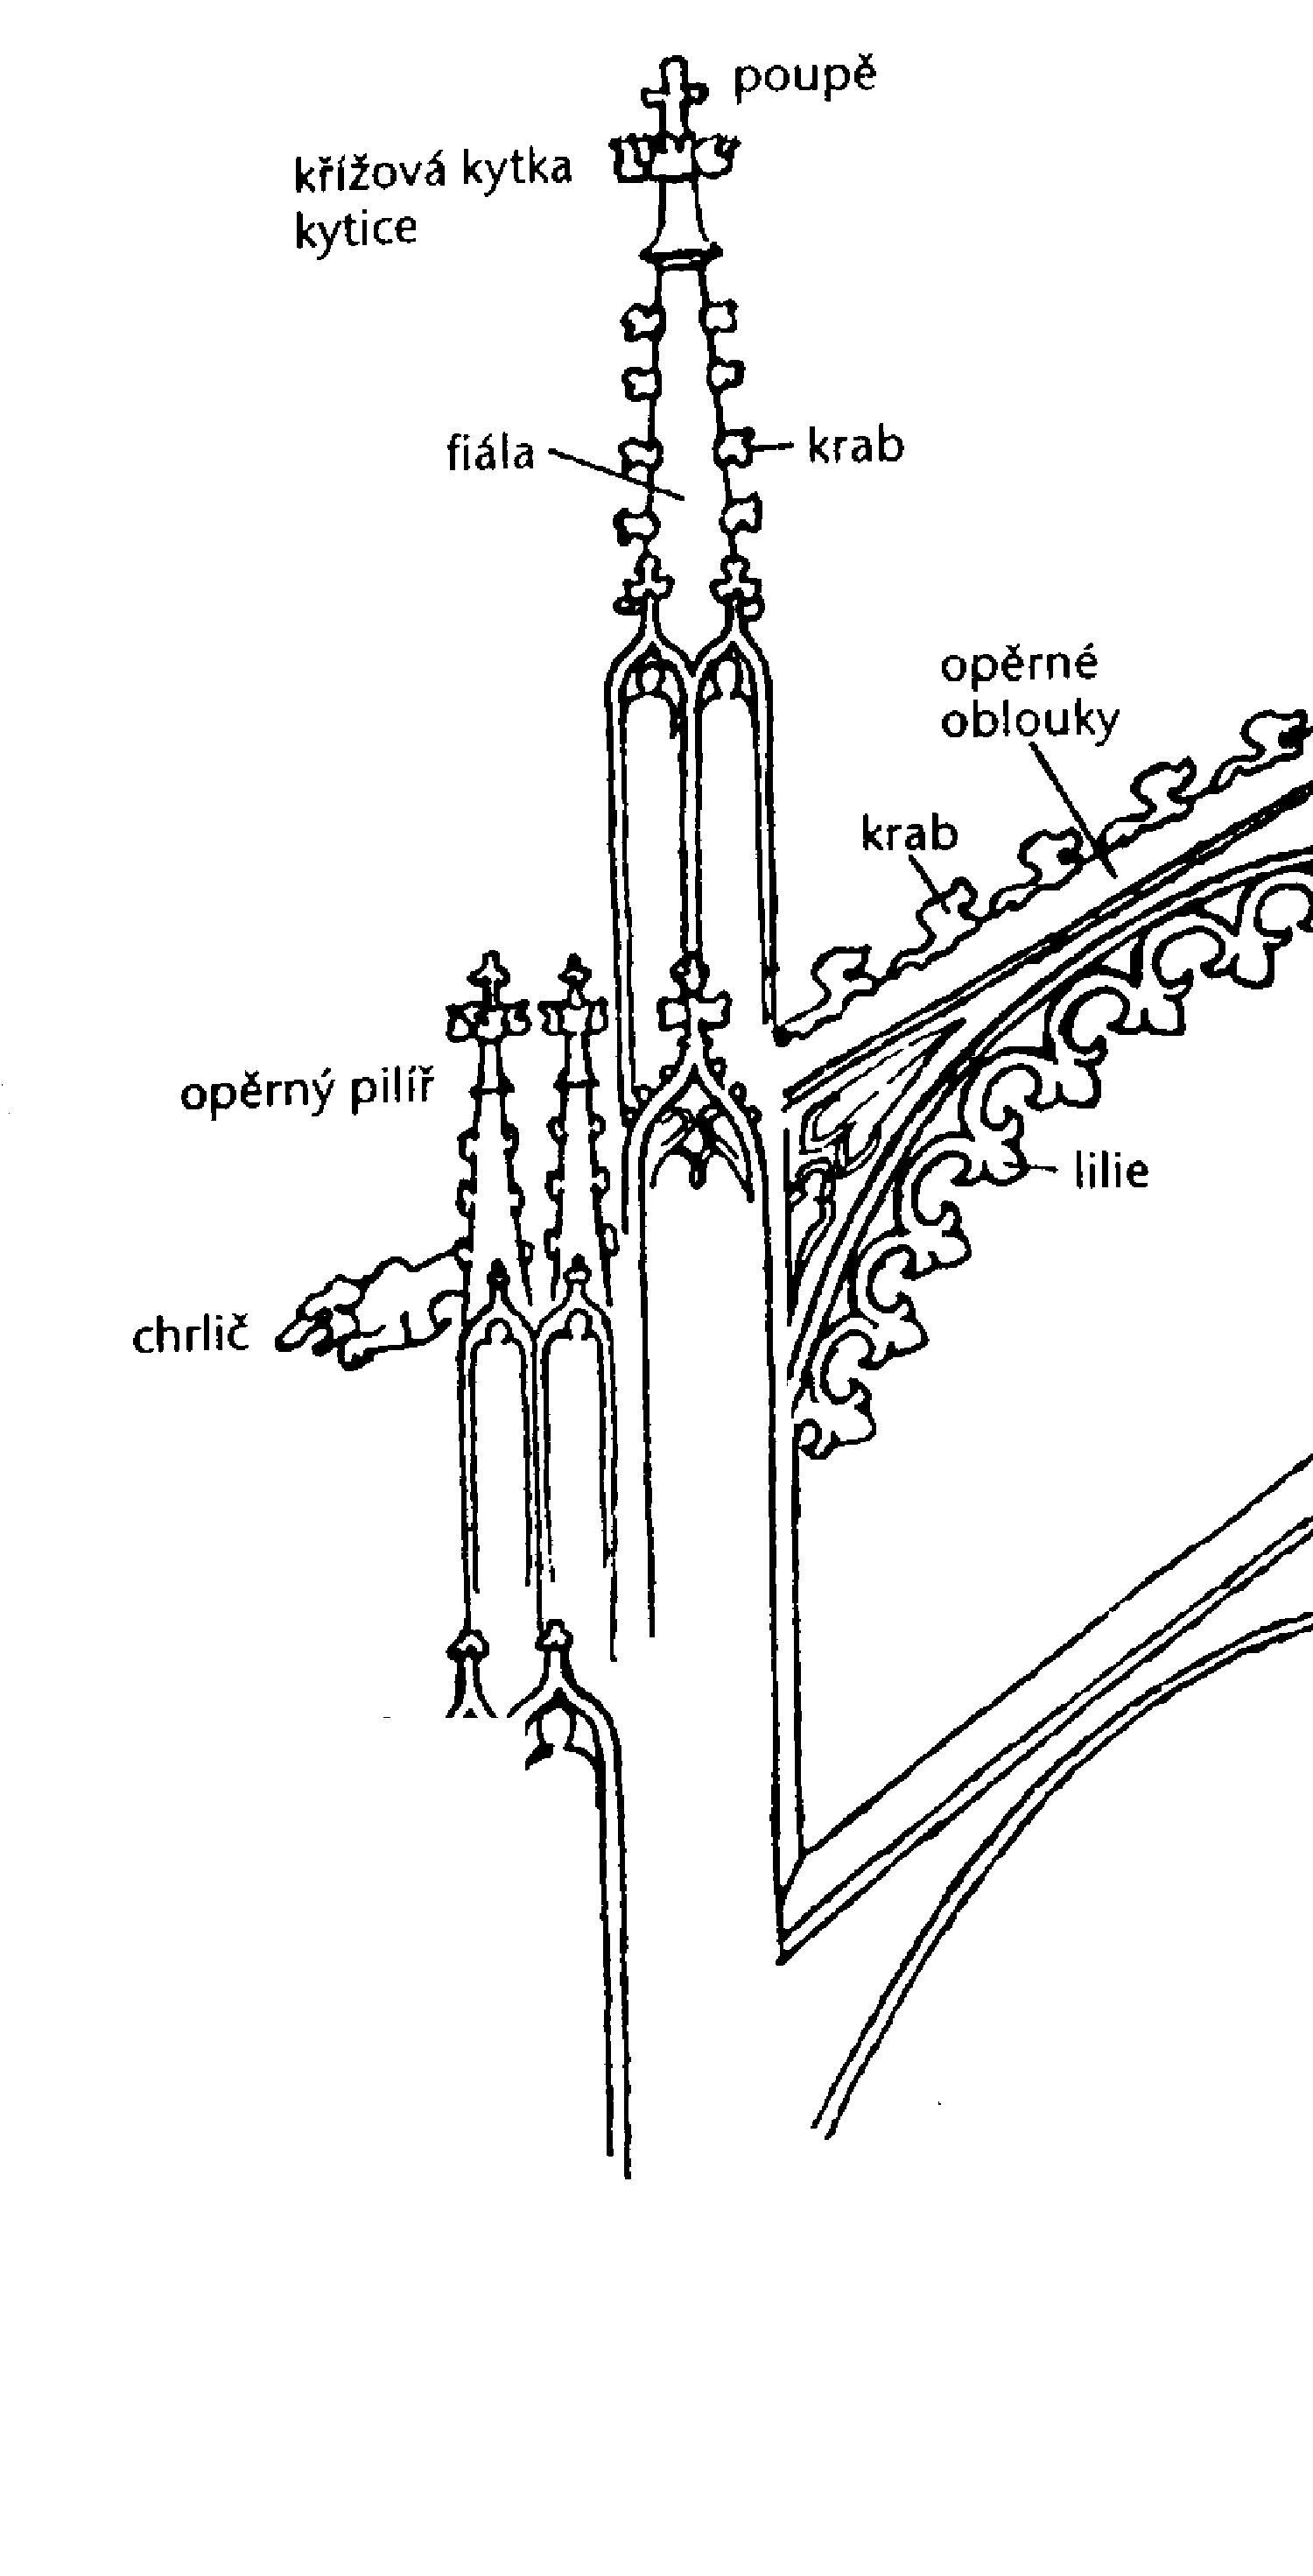 poupě
křížová kytka
kytice
fiála
krab
opěrné
oblouky
krab
opěrný pilíř
lilie
chrlič